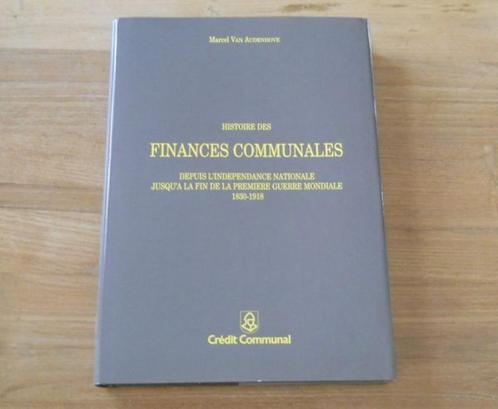 Marcel VAN AUDENHOVE
HISTOIRE DES
FINANCES COMMUNALES
DEPUIS L'INDEPENDANCE NATIONALE
JUSQU'A LA FIN DE LA PREMIERE GUERRE MONDIALE
1830-1918
Crédit Communal